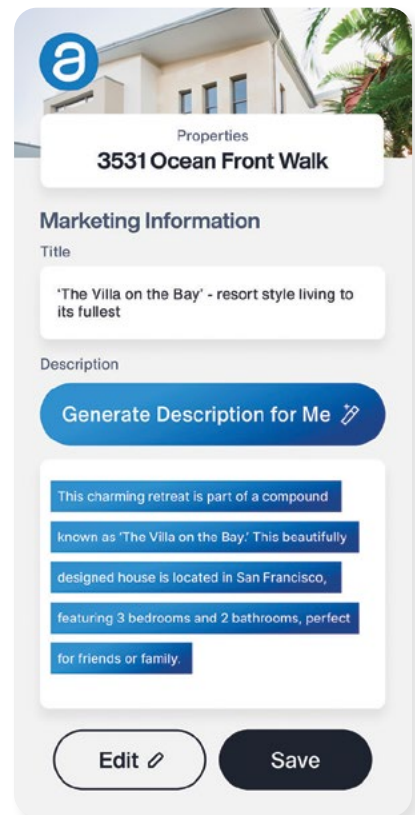 a
Properties
3531 Ocean Front Walk
Marketing Information
Title
'The Villa on the Bay' - resort style living to
its fullest
Description
Generate Description for Me
This charming retreat is part of a compound
known as 'The Villa on the Bay.' This beautifully
designed house is located in San Francisco,
featuring 3 bedrooms and 2 bathrooms, perfect
for friends or family.
Edit
Save